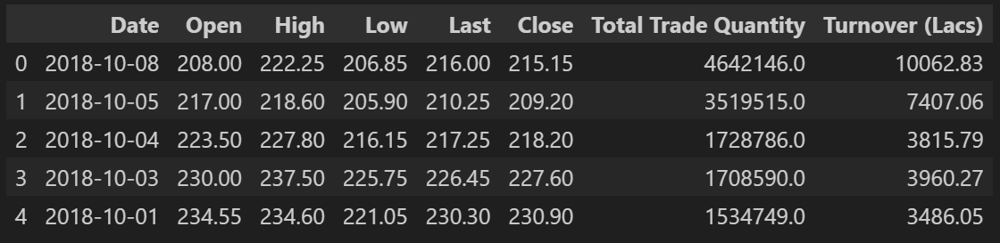 Date Open High Low Last Close Total Trade Quantity Turnover (Lacs)
0 2018-10-08 208.00 222.25 206.85 216.00 215.15 4642146.0 10062.83
1 2018-10-05 217.00 218.60 205.90 210.25 209.20 3519515.0 7407.06
2 2018-10-04 223.50 227.80 216.15 217.25 218.20 1728786.0 3815.79
3 2018-10-03 230.00 237.50 225.75 226.45 227.60 1708590.0 3960.27
4 2018-10-01 234.55 234.60 221.05 230.30 230.90 1534749.0 3486.05